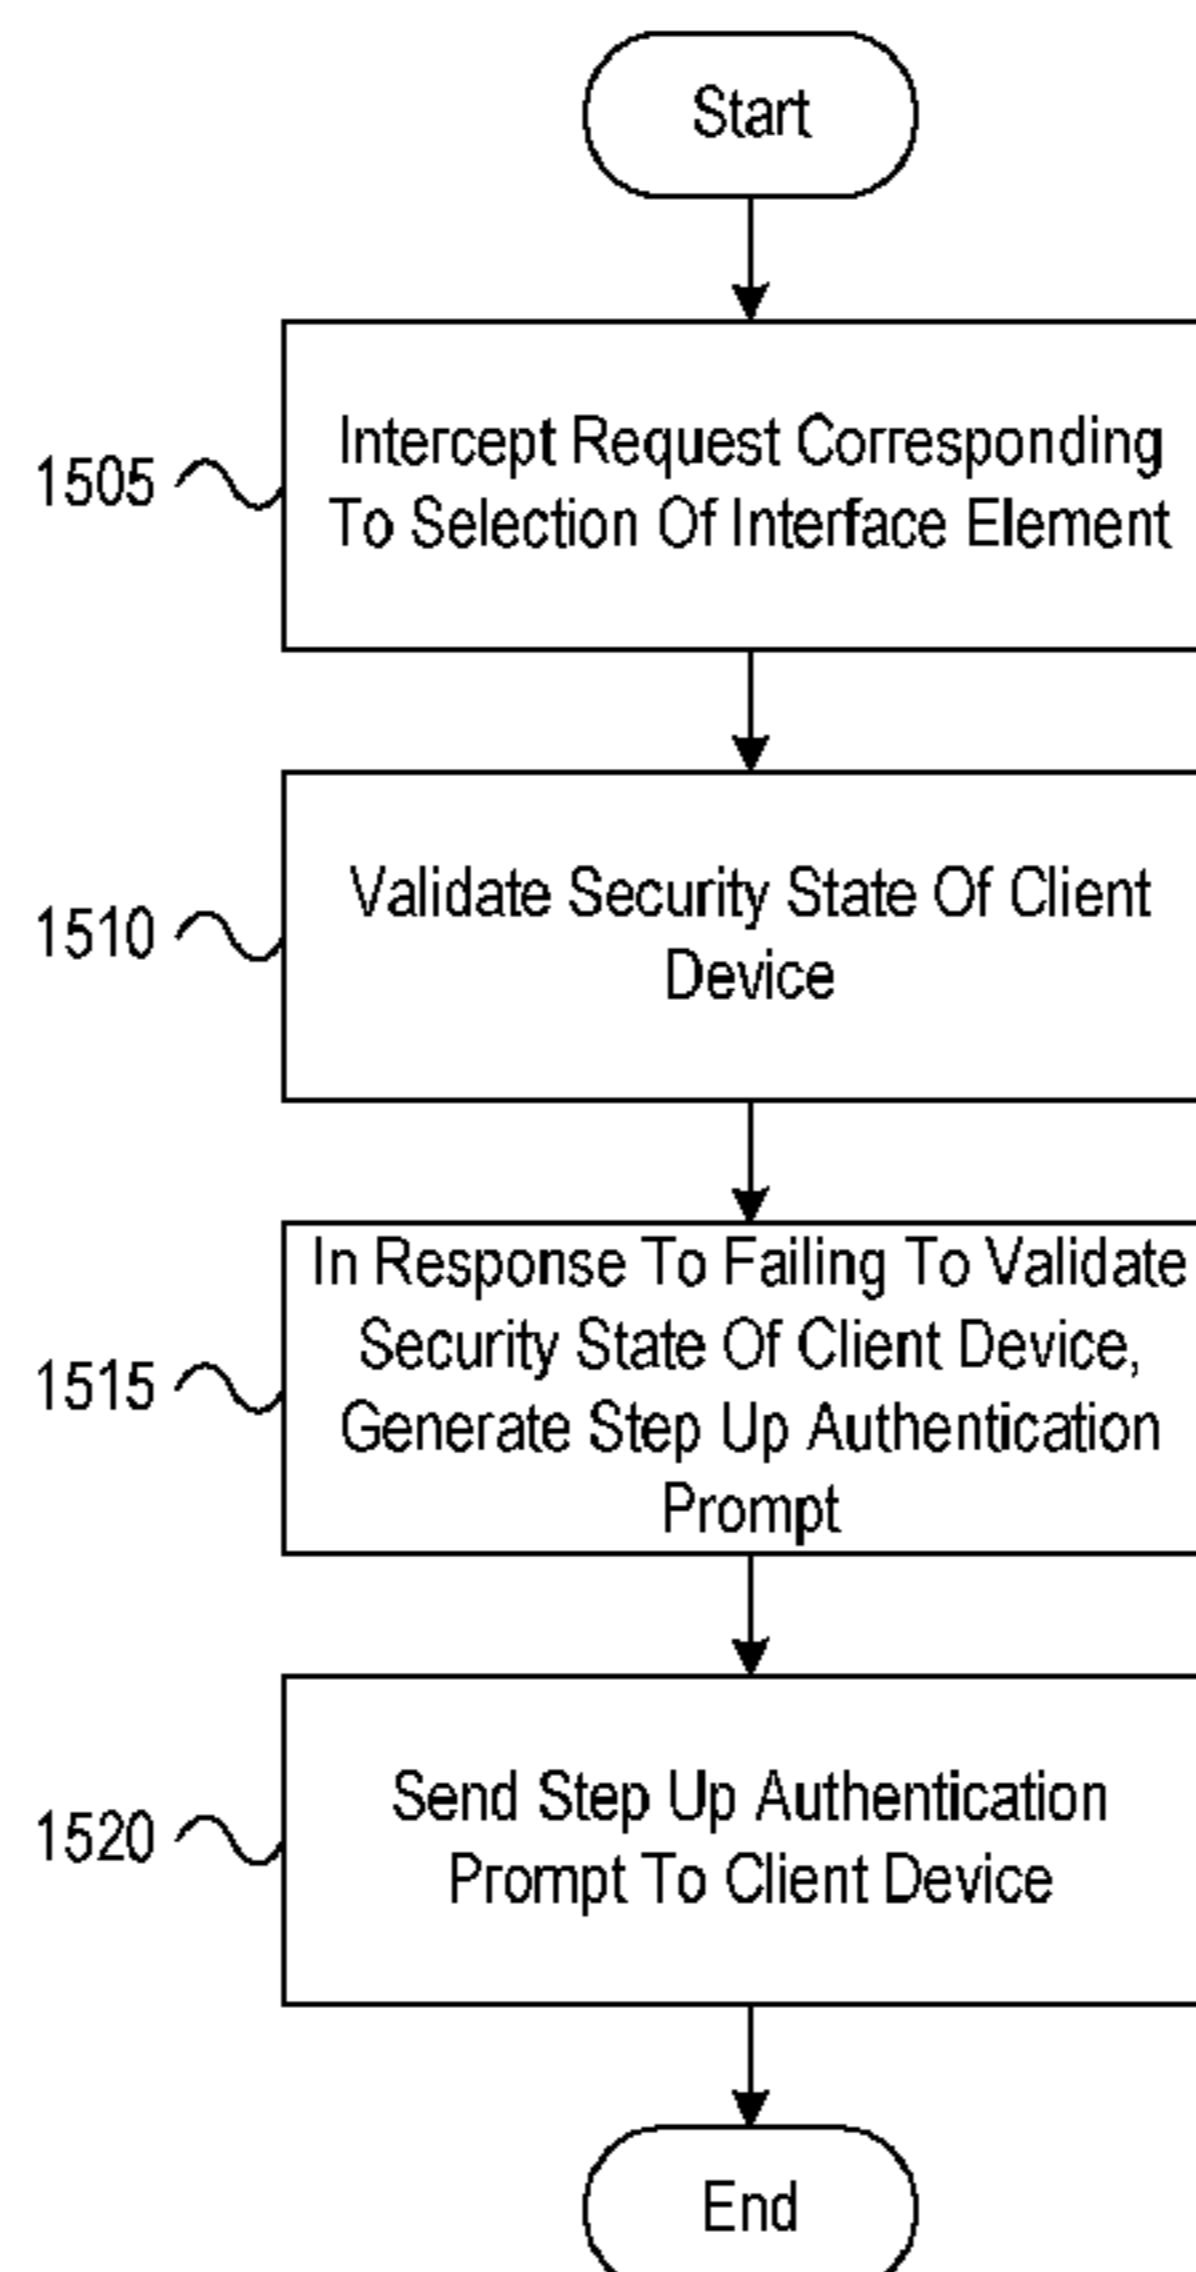 Start
1505
Intercept Request Corresponding
To Selection Of Interface Element
1510
Validate Security State Of Client
Device
1515
In Response To Failing To Validate
Security State Of Client Device,
Generate Step Up Authentication
Prompt
1520
Send Step Up Authentication
Prompt To Client Device
End